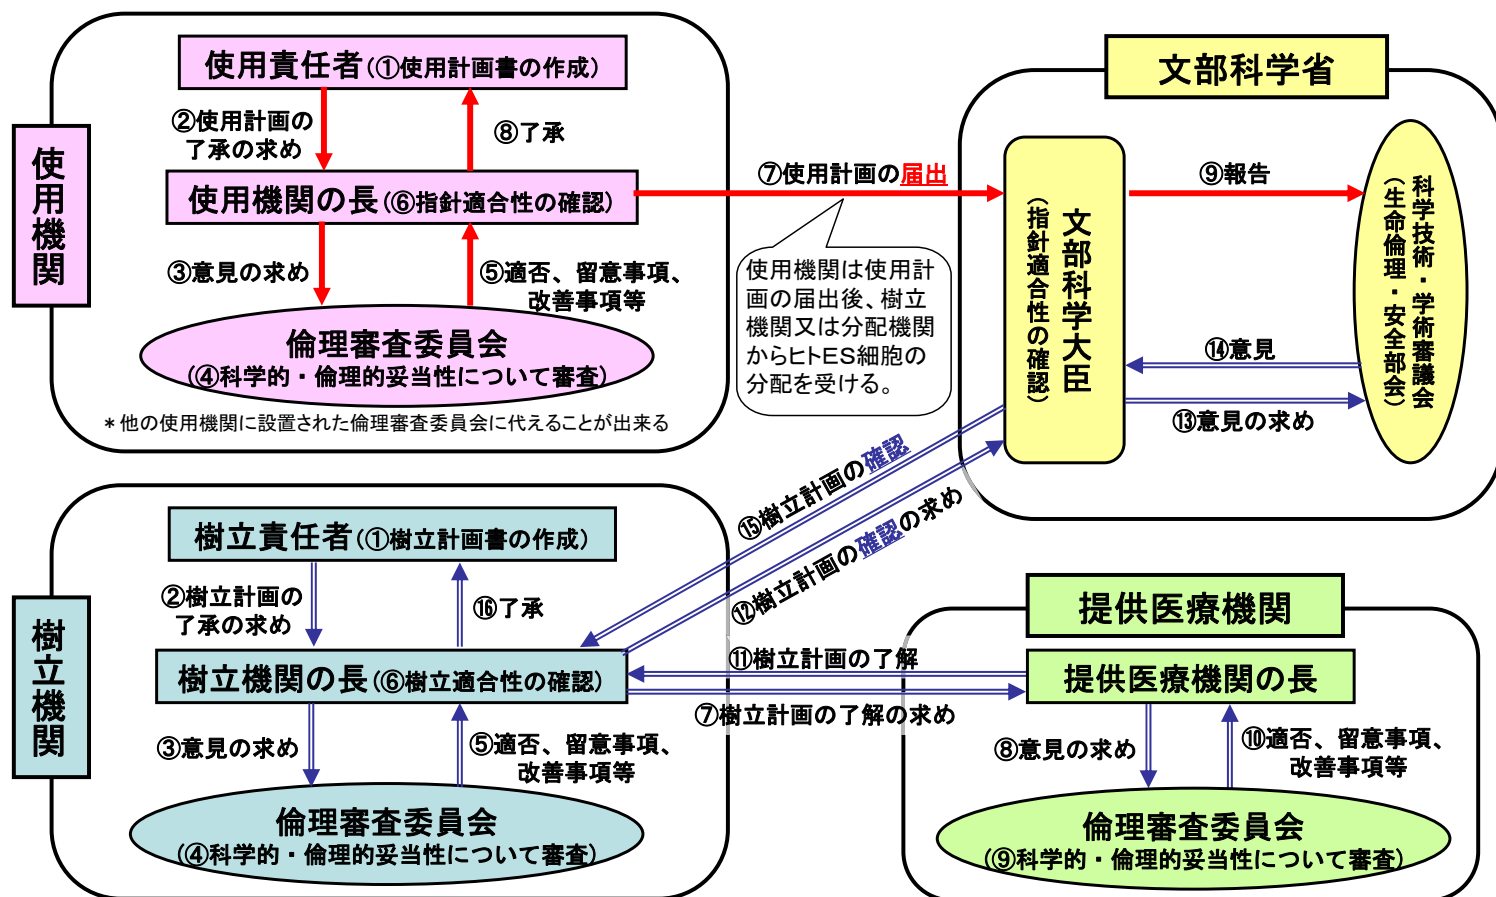 使用機関
使用責任者(①使用計画書の作成)
②使用計画の
了承の求め
⑧了承
使用機関の長(⑥指針適合性の確認)
③意見の求め
⑤適否、留意事項、
改善事項等
倫理審査委員会
(④科学的・倫理的妥当性について審査)
*他の使用機関に設置された倫理審査委員会に代えることが出来る
⑦使用計画の届出
使用機関は使用計
画の届出後、樹立
機関又は分配機関
からヒトES細胞の
分配を受ける。
文部科学省
文部科学大臣
(指針適合性の確認)
⑨報告
科学技術・学術審議会
(生命倫理・安全部会)
⑭意見
⑬意見の求め
⑮樹立計画の確認
⑫樹立計画の確認の求め
樹立機関
樹立責任者(①樹立計画書の作成)
②樹立計画の
了承の求め
⑯了承
樹立機関の長(⑥樹立適合性の確認)
③意見の求め
⑤適否、留意事項、
改善事項等
倫理審査委員会
(④科学的・倫理的妥当性について審査)
⑪樹立計画の了解
⑦樹立計画の了解の求め
提供医療機関
提供医療機関の長
⑧意見の求め
⑩適否、留意事項、
改善事項等
倫理審査委員会
(⑨科学的・倫理的妥当性について審査)